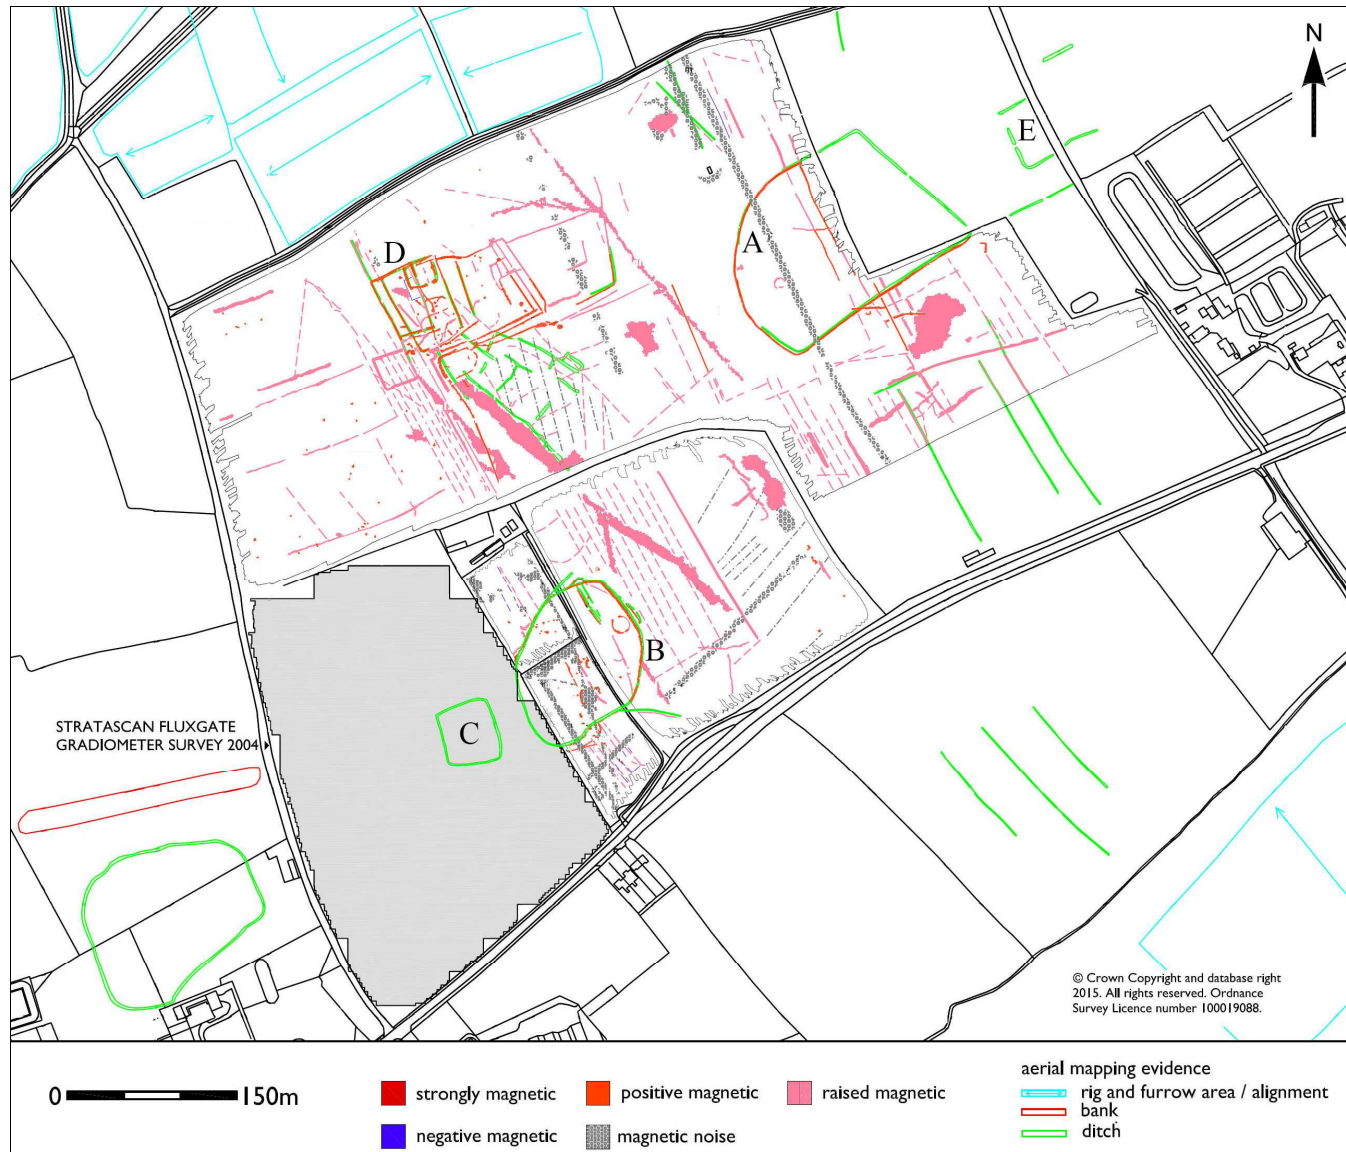 N
E
A
D
B
STRATASCAN FLUXGATE
GRADIOMETER SURVEY 2004
C
© Crown Copyright and database right
2015. All rights reserved. Ordnance
Survey Licence number 100019088.
0 150m
strongly magnetic
positive magnetic
raised magnetic
negative magnetic
magnetic noise
aerial mapping evidence
rig and furrow area / alignment
bank
ditch